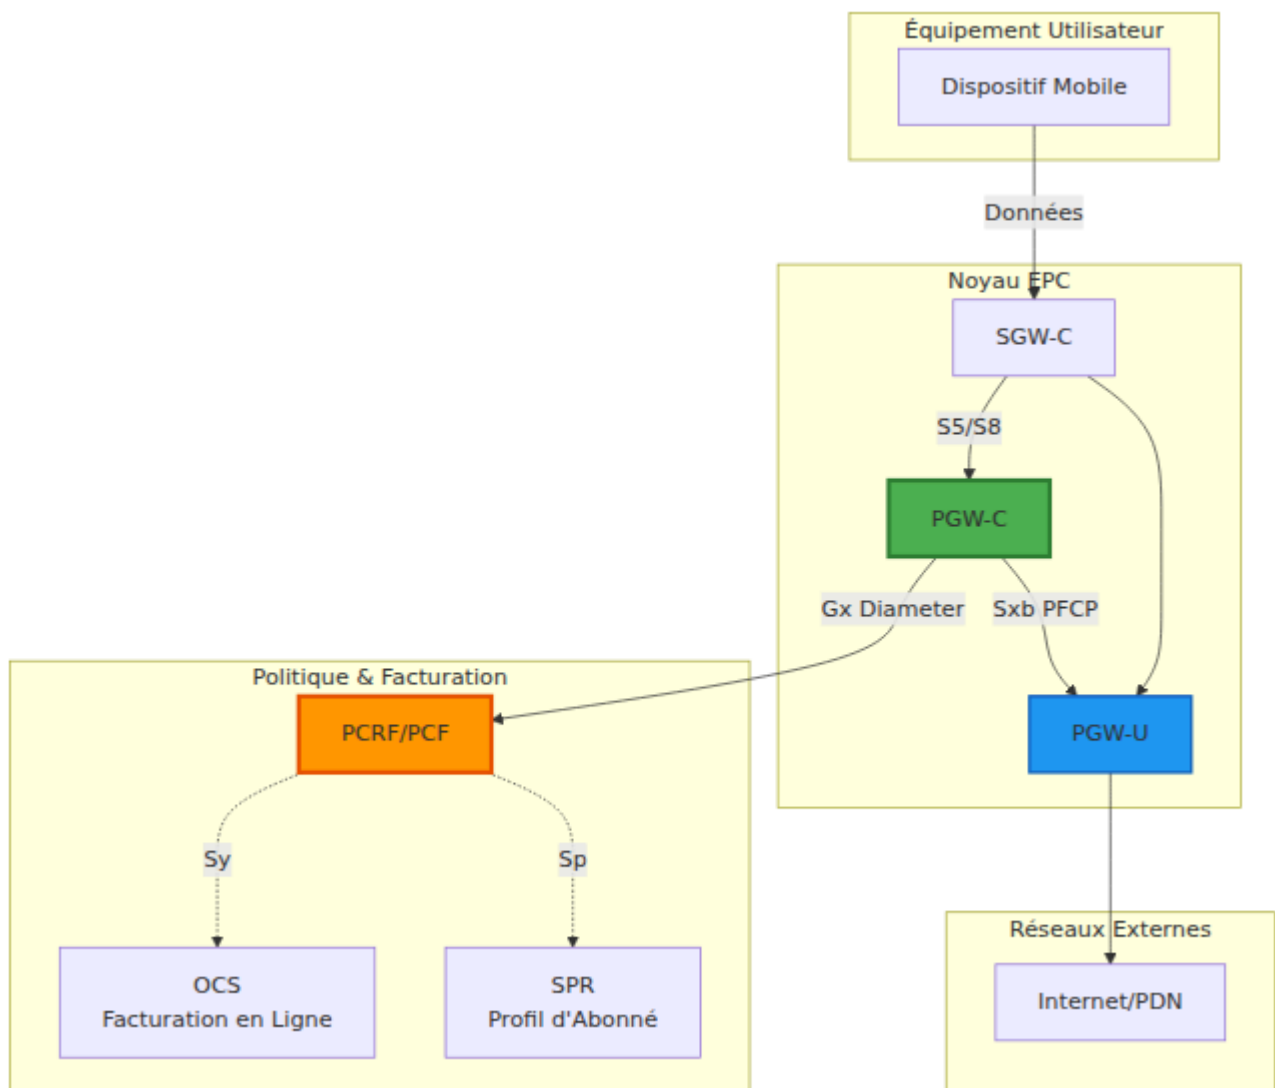 Équipement Utilisateur
Dispositif Mobile
Données
Noyau EPC
SGW-C
S5/S8
PGW-C
Gx Diameter
Sxb PFCP
Politique & Facturation
PCRF/PCF
PGW-U
Sy
Sp
OCS
Facturation en Ligne
SPR
Profil d'Abonné
Réseaux Externes
Internet/PDN